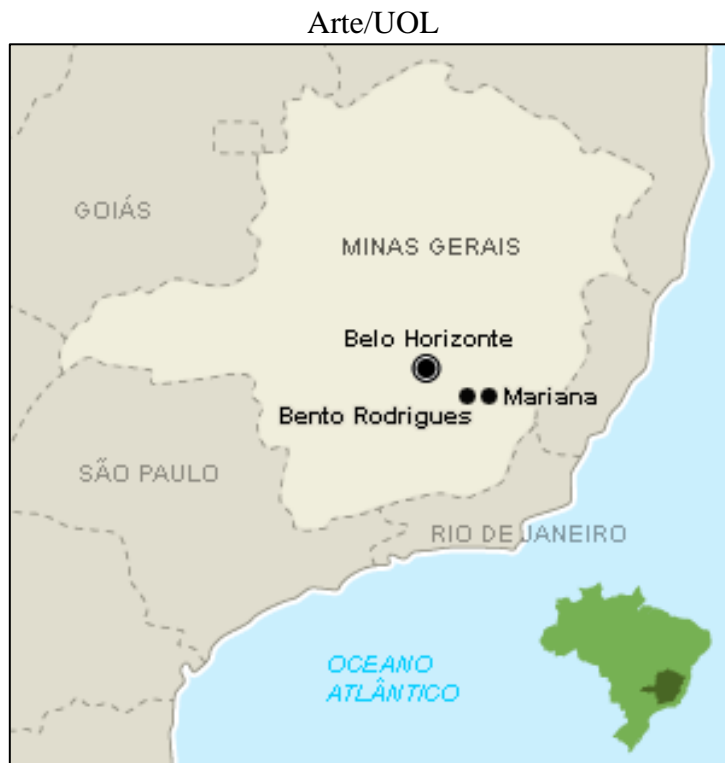 Arte/UOL
GOIÁS
MINAS GERAIS
Belo Horizonte
Mariana
Bento Rodrigues
SÃO PAULO
RIO DE JANEIRO
OCEANO
ATLÂNTICO